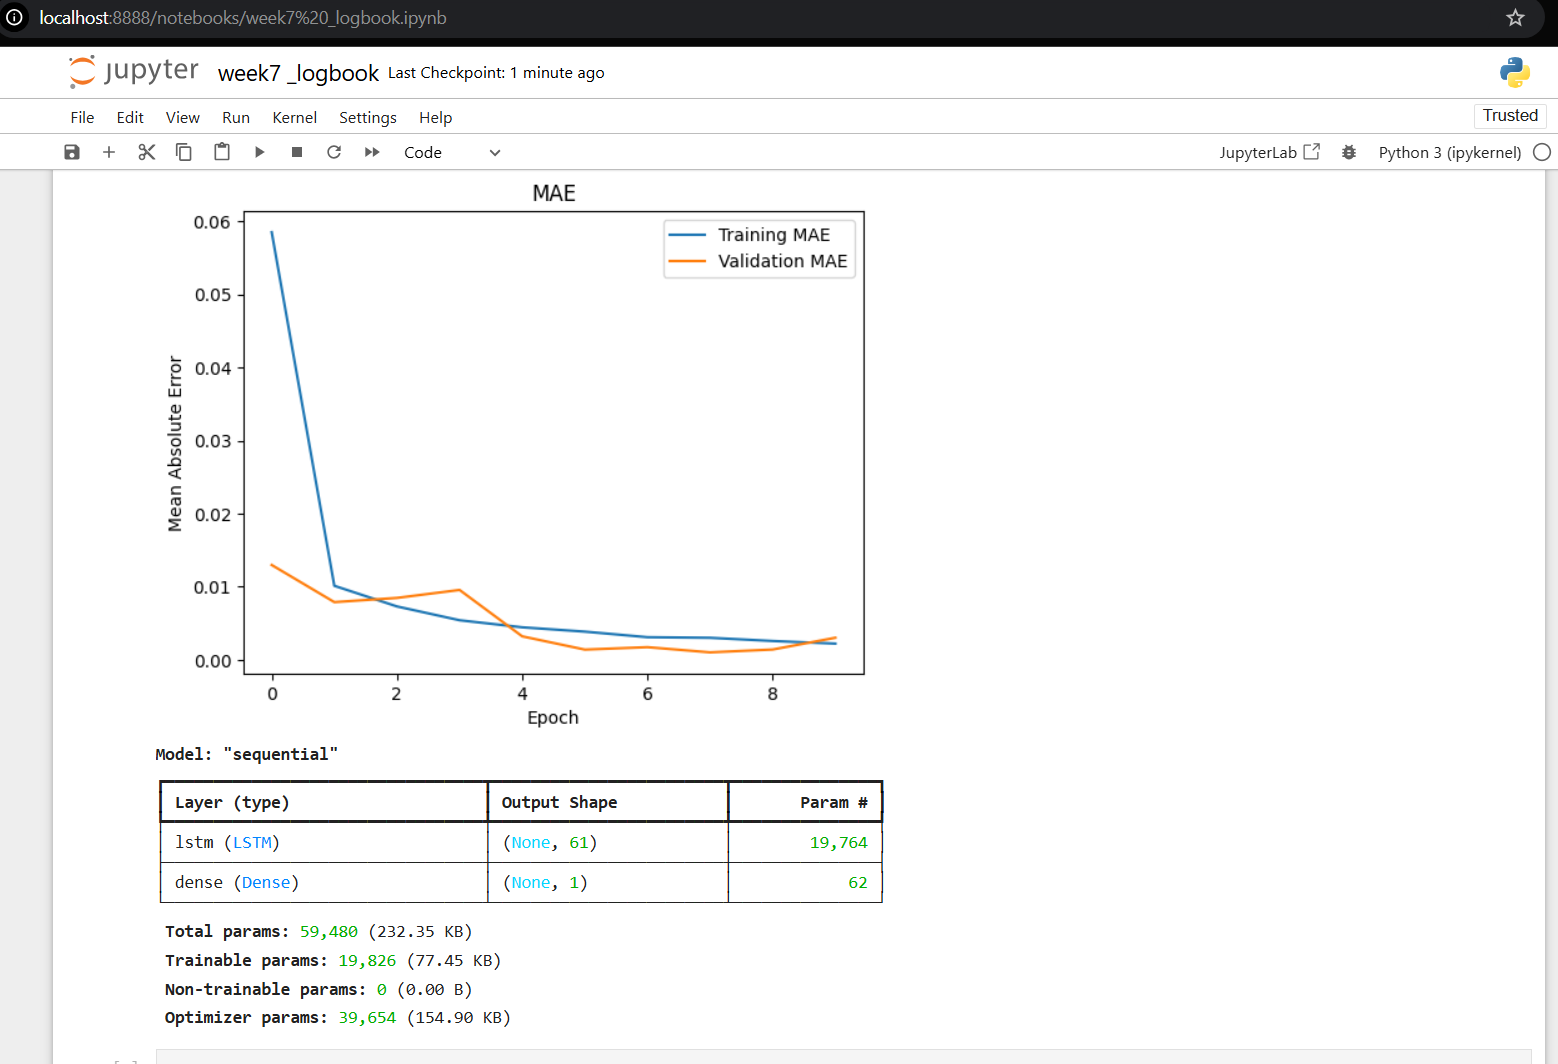 localhost:8888/notebooks/week7%20_logbook.ipynb
jupyter week7 _logbook Last Checkpoint: 1 minute ago
File Edit View Run Kernel Settings Help Trusted
Code JupyterLab Python 3 (ipykernel)
MAE
Training MAE
Validation MAE
0.06
0.05
0.04
0.03
0.02
0.01
0.00
Mean Absolute Error
0 2 4 6 8
Epoch
Model: "sequential"
Layer (type) Output Shape Param #
lstm (LSTM) (None, 61) 19,764
dense (Dense) (None, 1) 62
Total params: 59,480 (232.35 KB)
Trainable params: 19,826 (77.45 KB)
Non-trainable params: 0 (0.00 B)
Optimizer params: 39,654 (154.90 KB)